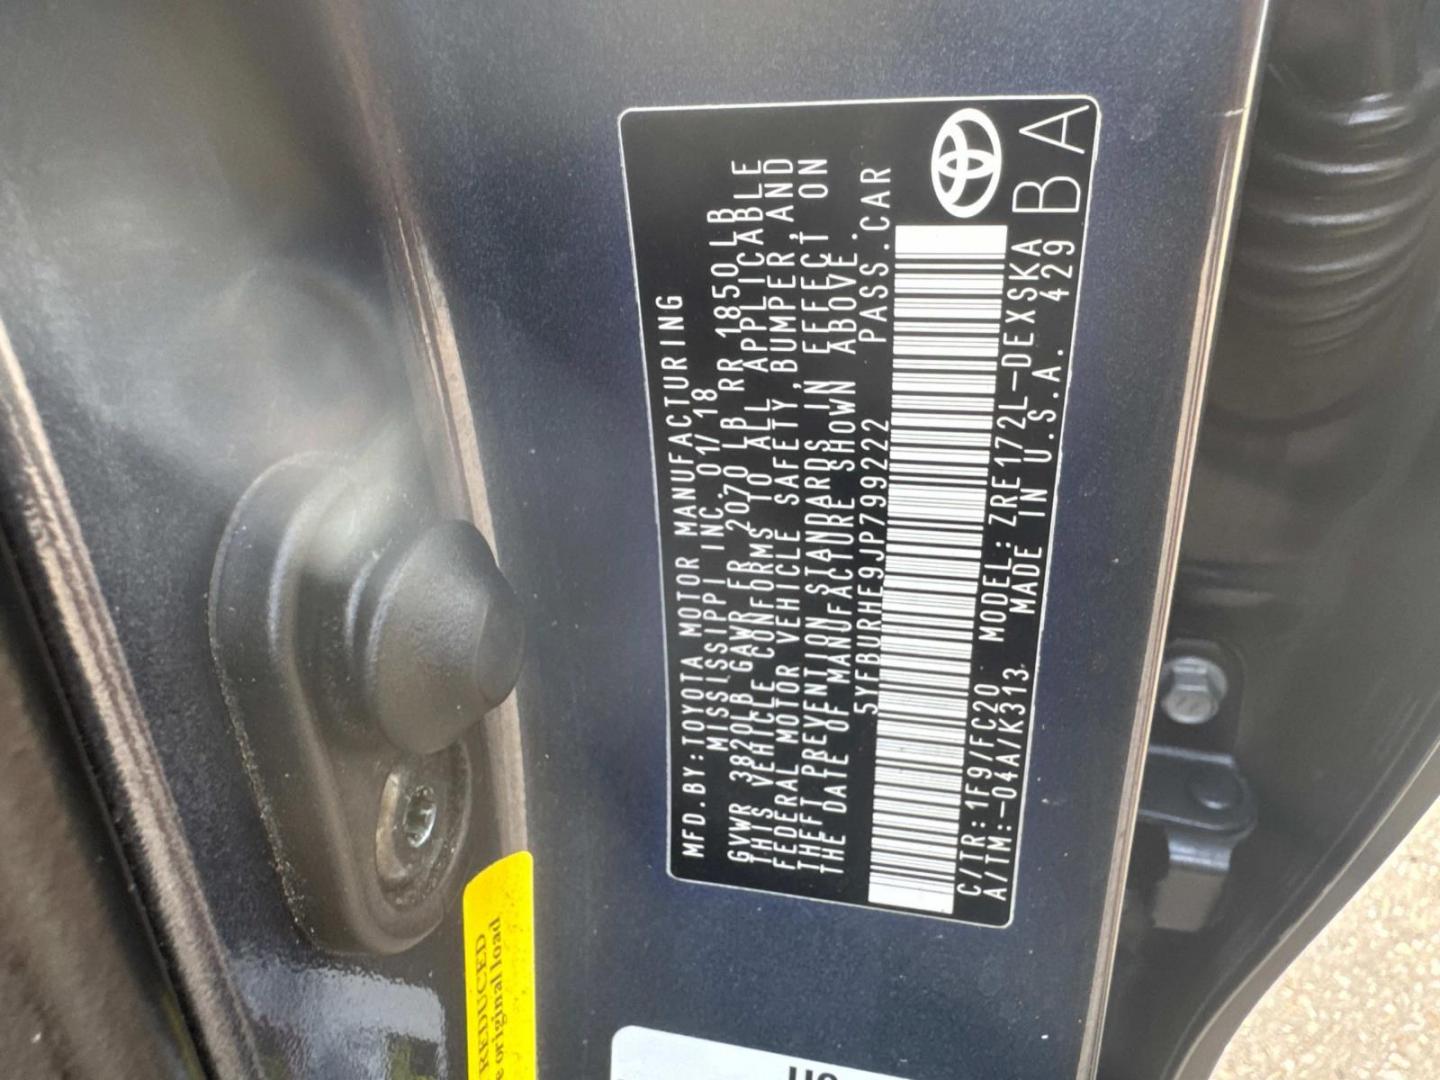 MFD.BY:TOYOTA MOTOR MANUFACTURING
MISSISSIPPI INC. 01/18
GVWR 3820LB GAWR FR 2070 LB RR 1850LB
THIS VEHICLE CONFORMS TO ALL APPLICABLE
FEDERAL MOTOR VEHICLE SAFETY,BUMPER,AND
THEFT PREVENTION STANDARDS IN EFFECT ON
THE DATE OF MANUFACTURE SHOWN ABOVE.
5YFBURHE9JP799222 PASS.CAR
C/TR:1F9/FC20 MODEL:ZRE172L-DEXSKA
A/TM:-04A/K313 MADE IN U.S.A. 429
BA
REDUCED
original load